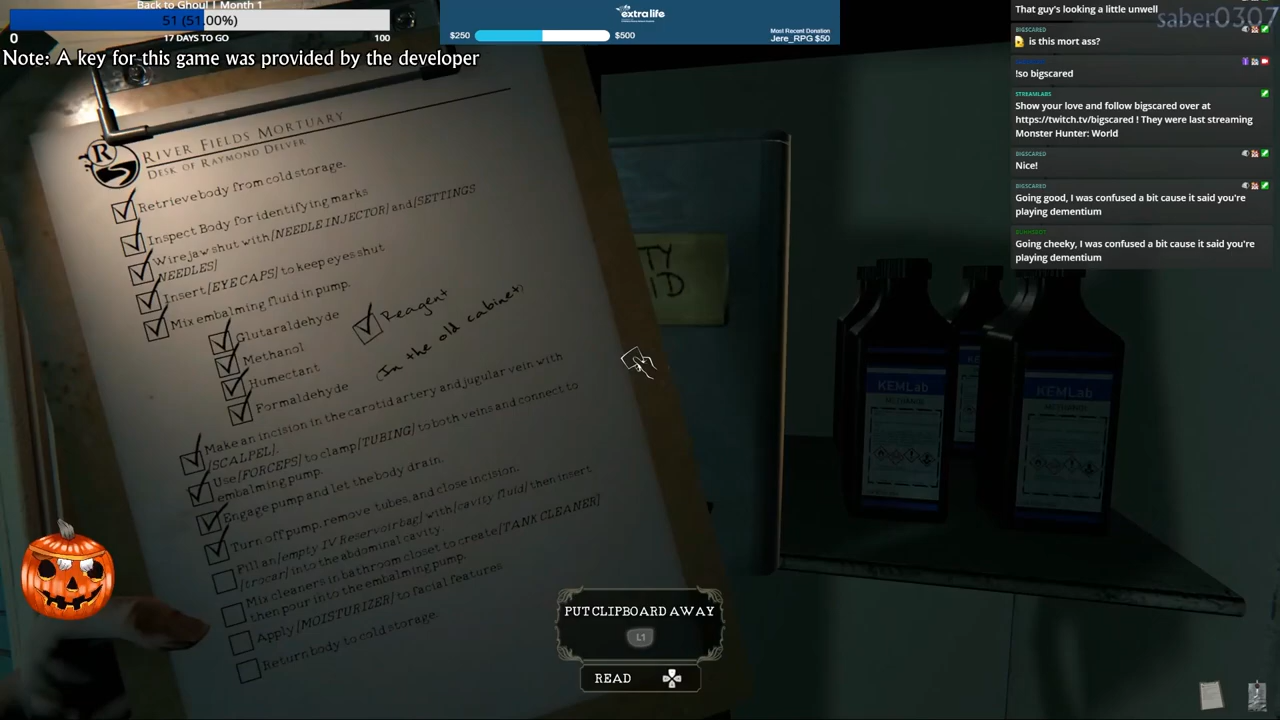 Back to Ghoul | Month 1
51 (51.00%)
0
17 DAYS TO GO
100
Note: A key for this game was provided by the developer
extralife
$250
$500
Most Recent Donation
Jere_RPG $50
saber0307
That guy's looking a little unwell
BIGSCARED
is this mort ass?
!so bigscared
STREAMLABS
Show your love and follow bigscared over at
https://twitch.tv/bigscared ! They were last streaming
Monster Hunter: World
BIGSCARED
Nice!
BIGSCARED
Going good, I was confused a bit cause it said you're
playing dementium
Going cheeky, I was confused a bit cause it said you're
playing dementium
R
RIVER FIELDS MORTUARY
DESK OF RAYMOND DELVER
Retrieve body from cold storage.
Inspect Body for identifying marks
Wire jaw shut with [NEEDLE INJECTOR] and [SETTINGS
NEEDLES]
Insert [EYE CAPS] to keep eyes shut
Mix embalming fluid in pump.
Glutaraldehyde
Methanol
Humectant
Formaldehyde
Reagent
(In the old cabinet)
Make an incision in the carotid artery and jugular vein with
[SCALPEL].
Use [FORCEPS] to clamp [TUBING] to both veins and connect to
embalming pump.
Engage pump and let the body drain.
Turn off pump, remove tubes, and close incision.
Fill an [empty IV Reservoir bag] with [cavity fluid] then insert
[trocar] into the abdominal cavity.
Mix cleaners in bathroom closet to create [TANK CLEANER]
then pour into the embalming pump.
Apply [MOISTURIZER] to facial features
Return body to cold storage.
KEMLab
KEMLab
PUT CLIPBOARD AWAY
L1
READ